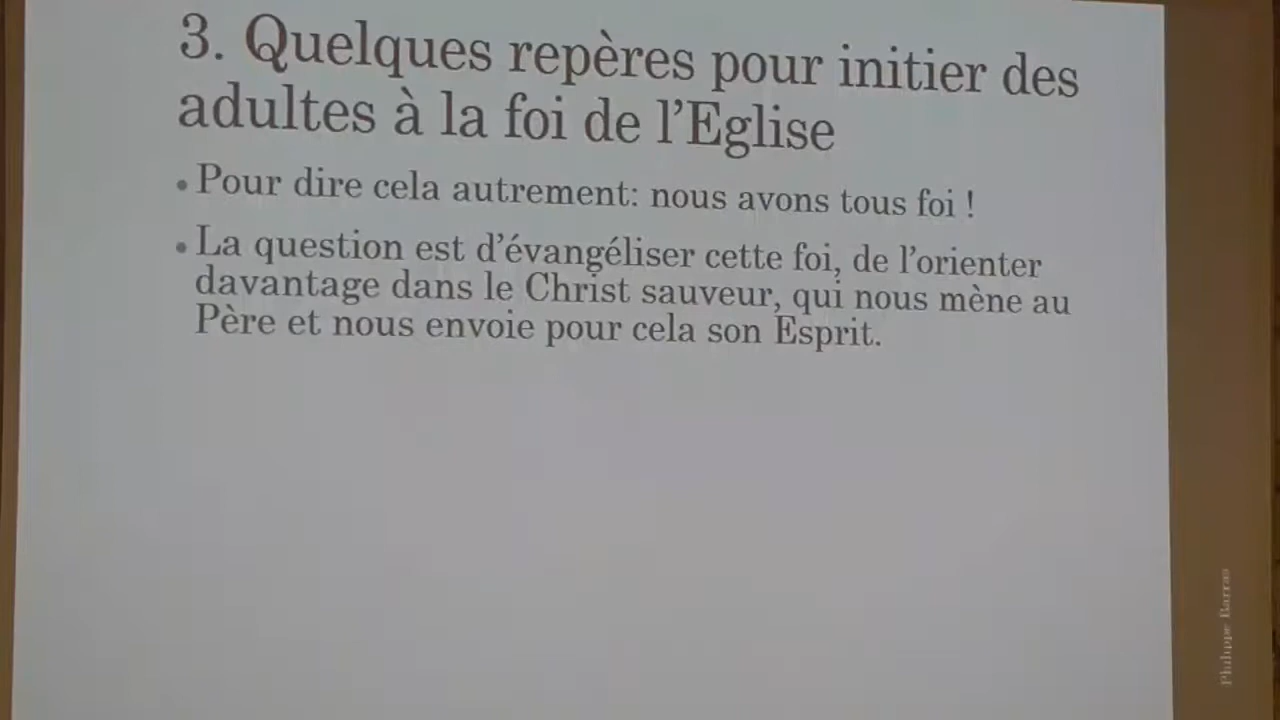 3. Quelques repères pour initier des
adultes à la foi de l'Eglise
• Pour dire cela autrement: nous avons tous foi !
• La question est d'évangéliser cette foi, de l'orienter
davantage dans le Christ sauveur, qui nous mène au
Père et nous envoie pour cela son Esprit.
Philippe Barras